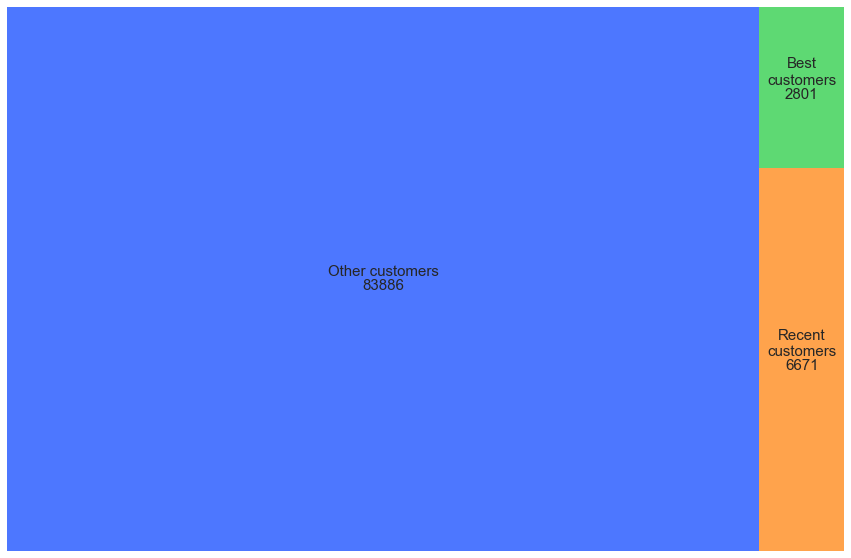 Other customers
83886
Best
customers
2801
Recent
customers
6671